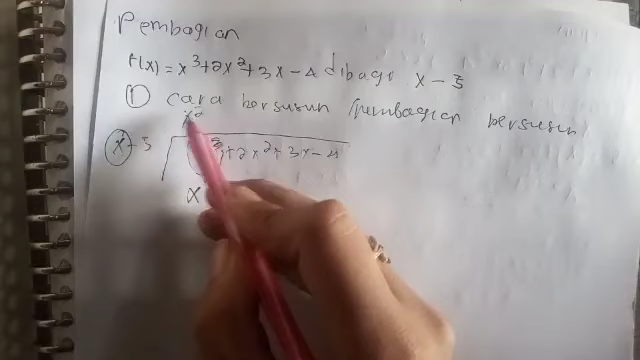 Pembagian
f(x) = x³+2x²+3x-4 dibagi x-3
① cara bersusun / pembagian bersusun
x²
x-3 x³+2x²+3x-4
x